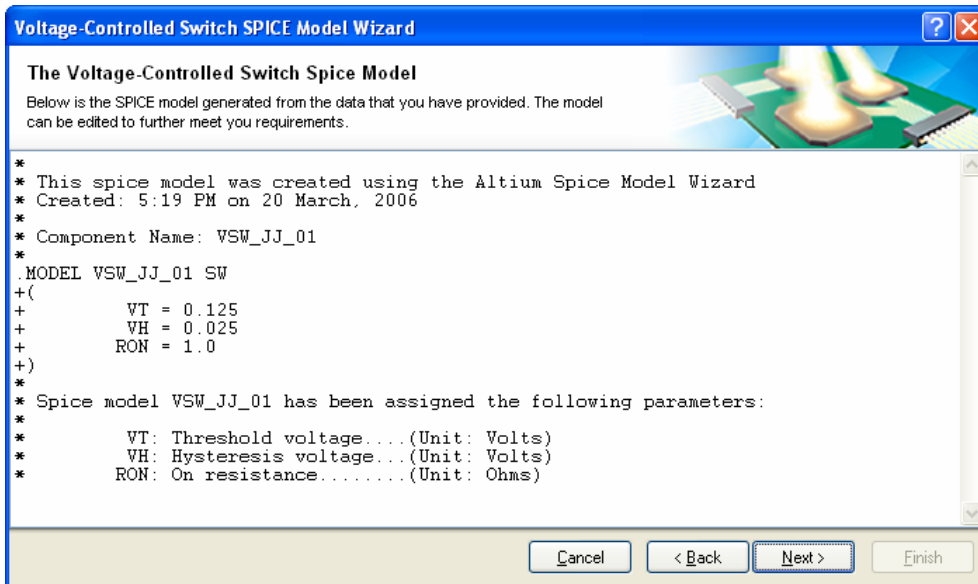 Voltage-Controlled Switch SPICE Model Wizard
The Voltage-Controlled Switch Spice Model
Below is the SPICE model generated from the data that you have provided. The model
can be edited to further meet you requirements.
*
* This spice model was created using the Altium Spice Model Wizard
* Created: 5:19 PM on 20 March, 2006
*
* Component Name: VSW_JJ_01
*
.MODEL VSW_JJ_01 SW
+(
+ VT = 0.125
+ VH = 0.025
+ RON = 1.0
+)
*
* Spice model VSW_JJ_01 has been assigned the following parameters:
*
* VT: Threshold voltage....(Unit: Volts)
* VH: Hysteresis voltage...(Unit: Volts)
* RON: On resistance........(Unit: Ohms)
Cancel < Back Next > Finish